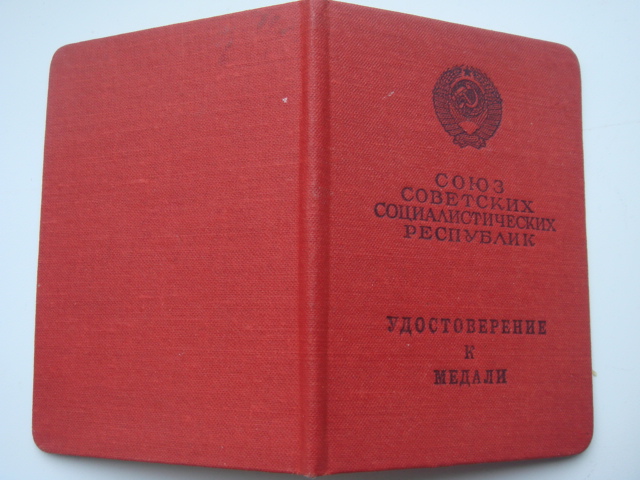 СОЮЗ
СОВЕТСКИХ
СОЦИАЛИСТИЧЕСКИХ
РЕСПУБЛИК
УДОСТОВЕРЕНИЕ
К
МЕДАЛИ